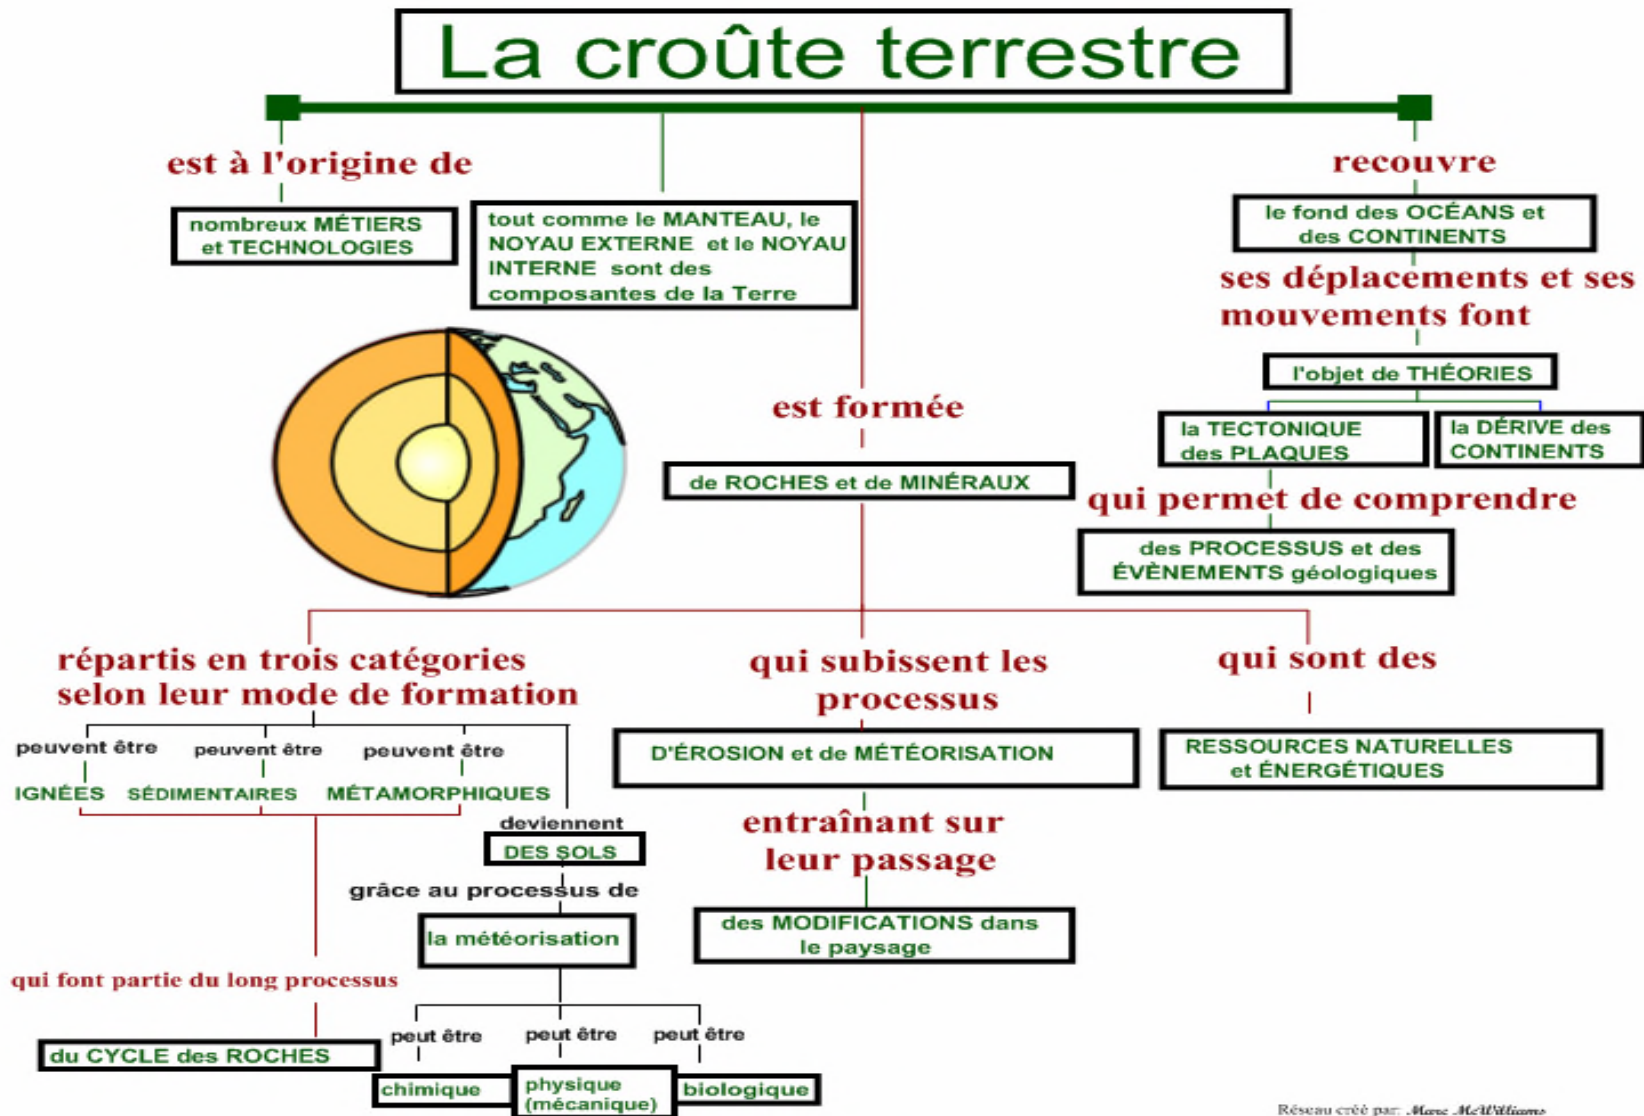 La croûte terrestre
est à l'origine de
nombreux MÉTIERS
et TECHNOLOGIES
tout comme le MANTEAU, le
NOYAU EXTERNE et le NOYAU
INTERNE sont des
composantes de la Terre
est formée
de ROCHES et de MINÉRAUX
recouvre
le fond des OCÉANS et
des CONTINENTS
ses déplacements et ses
mouvements font
l'objet de THÉORIES
la TECTONIQUE
des PLAQUES
la DÉRIVE des
CONTINENTS
qui permet de comprendre
des PROCESSUS et des
ÉVÈNEMENTS géologiques
répartis en trois catégories
selon leur mode de formation
peuvent être
peuvent être
peuvent être
IGNÉES
SÉDIMENTAIRES
MÉTAMORPHIQUES
qui font partie du long processus
du CYCLE des ROCHES
deviennent
DES SOLS
grâce au processus de
la météorisation
peut être
peut être
peut être
chimique
physique
(mécanique)
biologique
qui subissent les
processus
D'ÉROSION et de MÉTÉORISATION
entraînant sur
leur passage
des MODIFICATIONS dans
le paysage
qui sont des
RESSOURCES NATURELLES
et ÉNERGÉTIQUES
Réseau créé par: Marc McWilliams